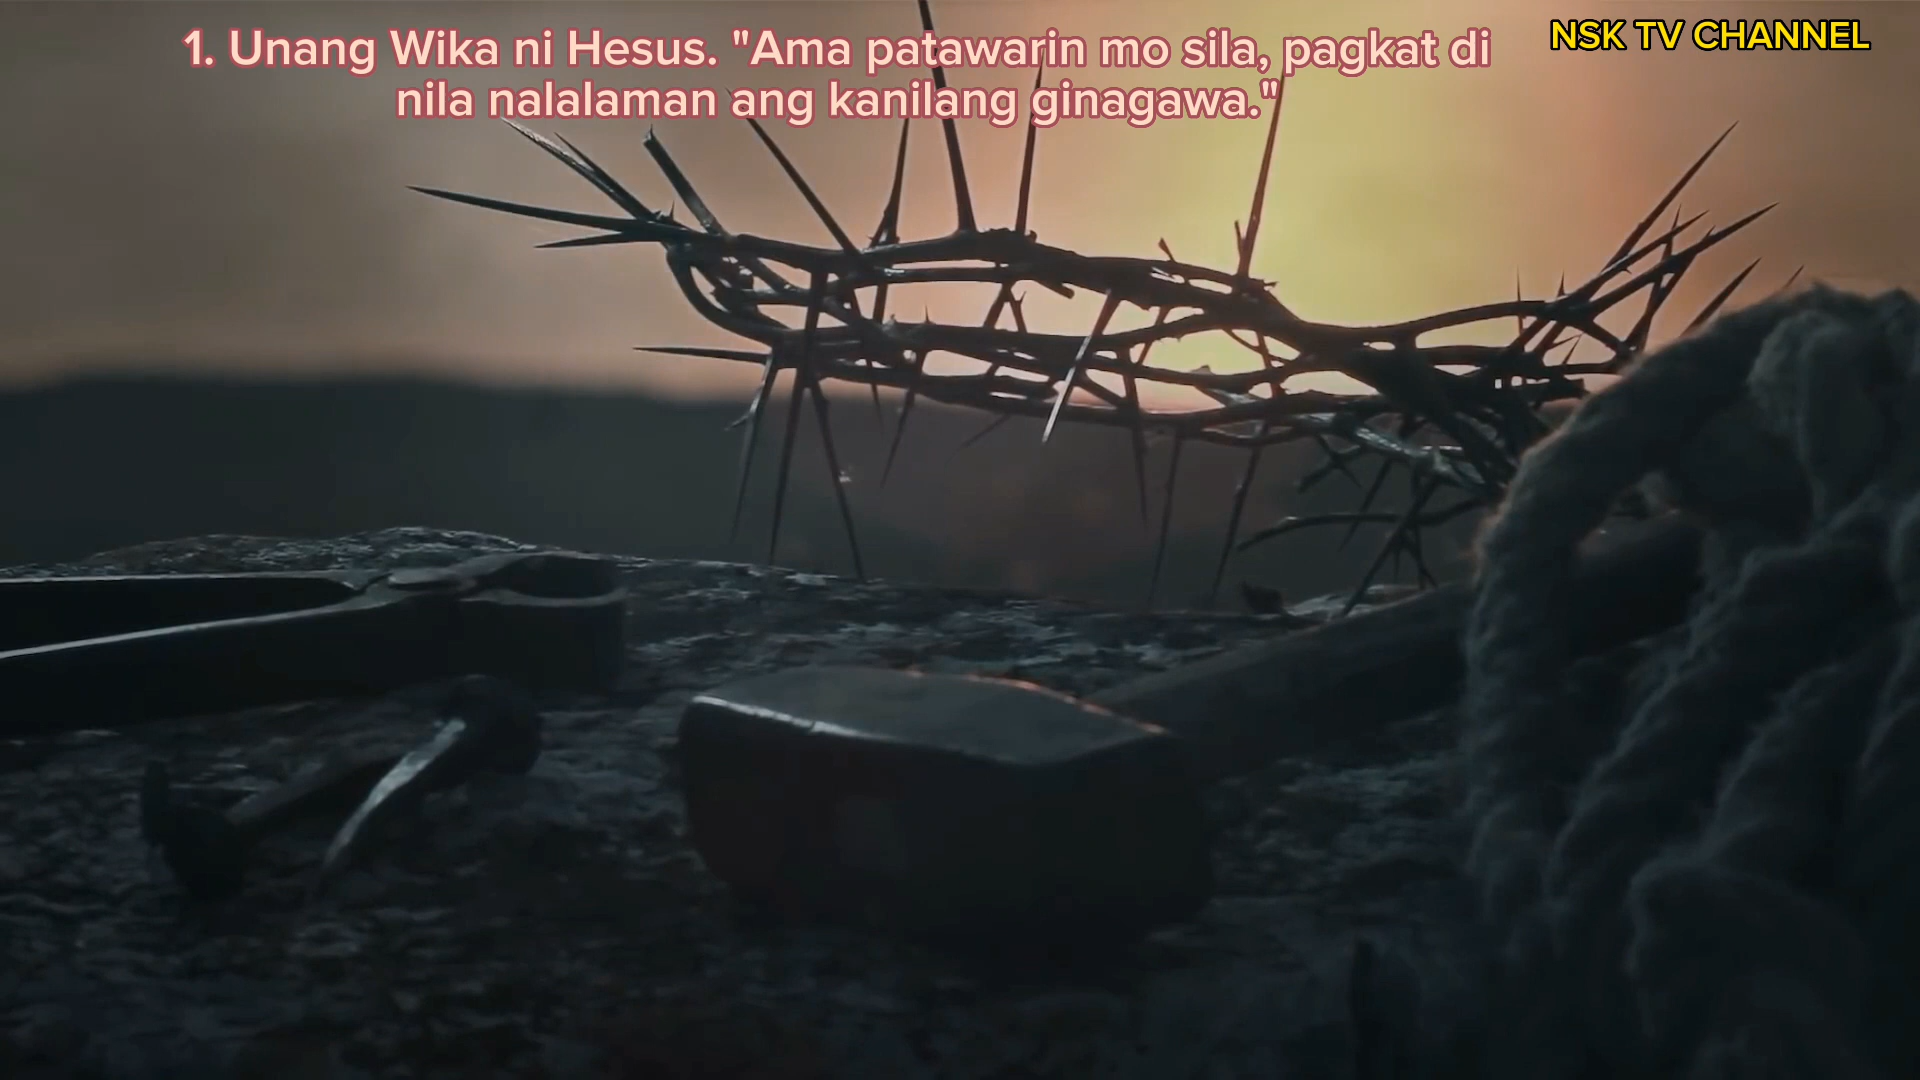 1. Unang Wika ni Hesus. "Ama patawarin mo sila, pagkat di
nila nalalaman ang kanilang ginagawa."
NSK TV CHANNEL